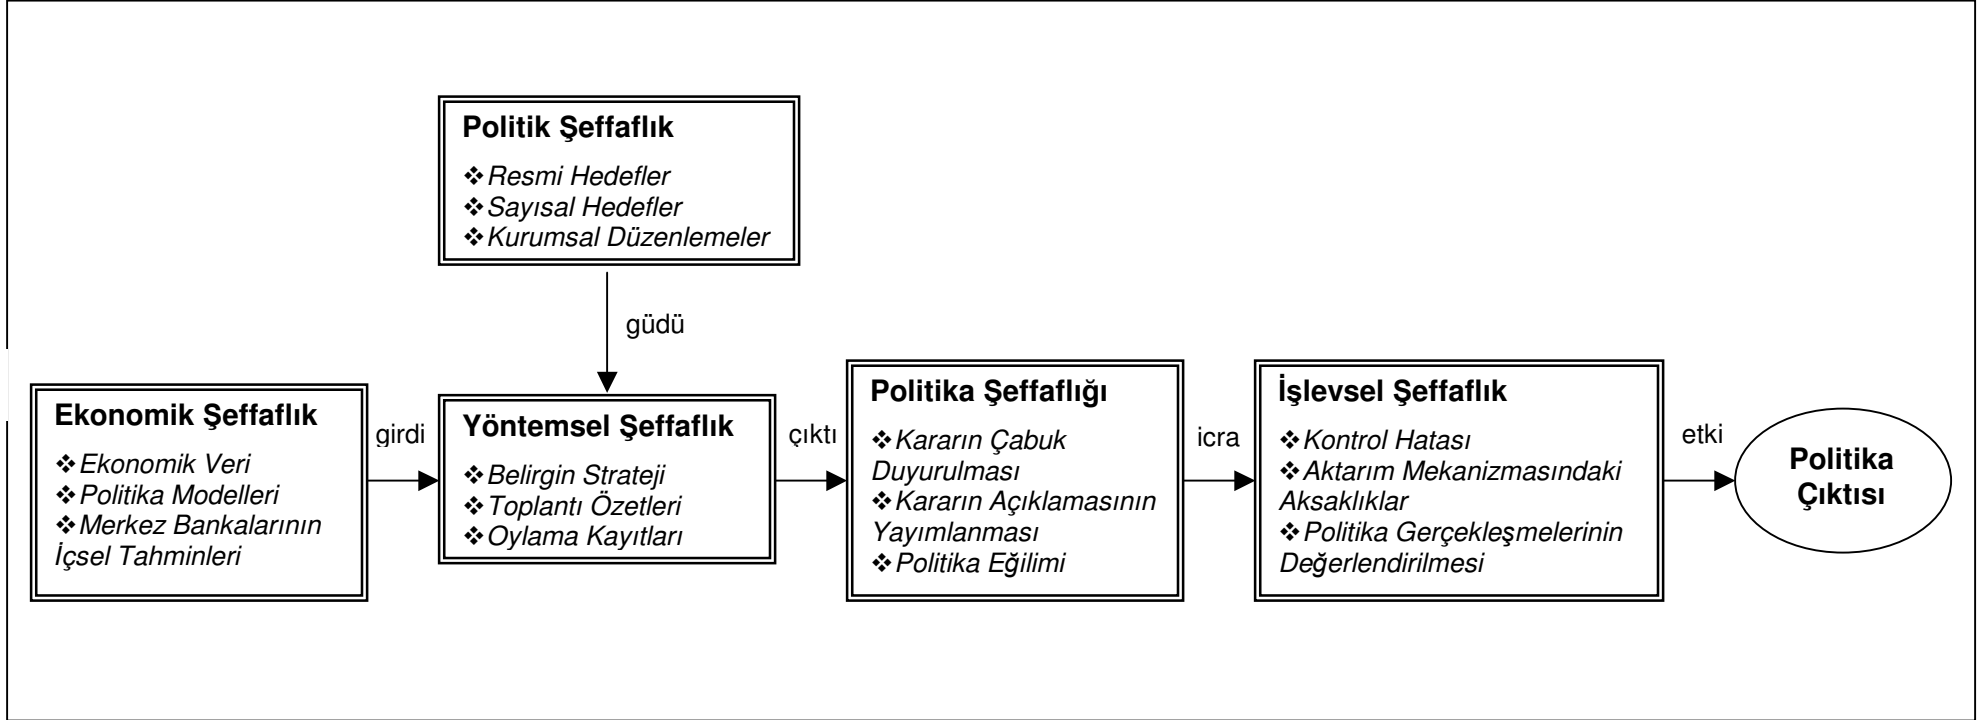 Politik Şeffaflık
❖Resmi Hedefler
❖Sayısal Hedefler
❖Kurumsal Düzenlemeler
güdü
Ekonomik Şeffaflık
❖Ekonomik Veri
❖Politika Modelleri
❖Merkez Bankalarının
İçsel Tahminleri
girdi
Yöntemsel Şeffaflık
❖Belirgin Strateji
❖Toplantı Özetleri
❖Oylama Kayıtları
çıktı
Politika Şeffaflığı
❖Kararın Çabuk
Duyurulması
❖Kararın Açıklamasının
Yayımlanması
❖Politika Eğilimi
icra
İşlevsel Şeffaflık
❖Kontrol Hatası
❖Aktarım Mekanizmasındaki
Aksaklıklar
❖Politika Gerçekleşmelerinin
Değerlendirilmesi
etki
Politika
Çıktısı